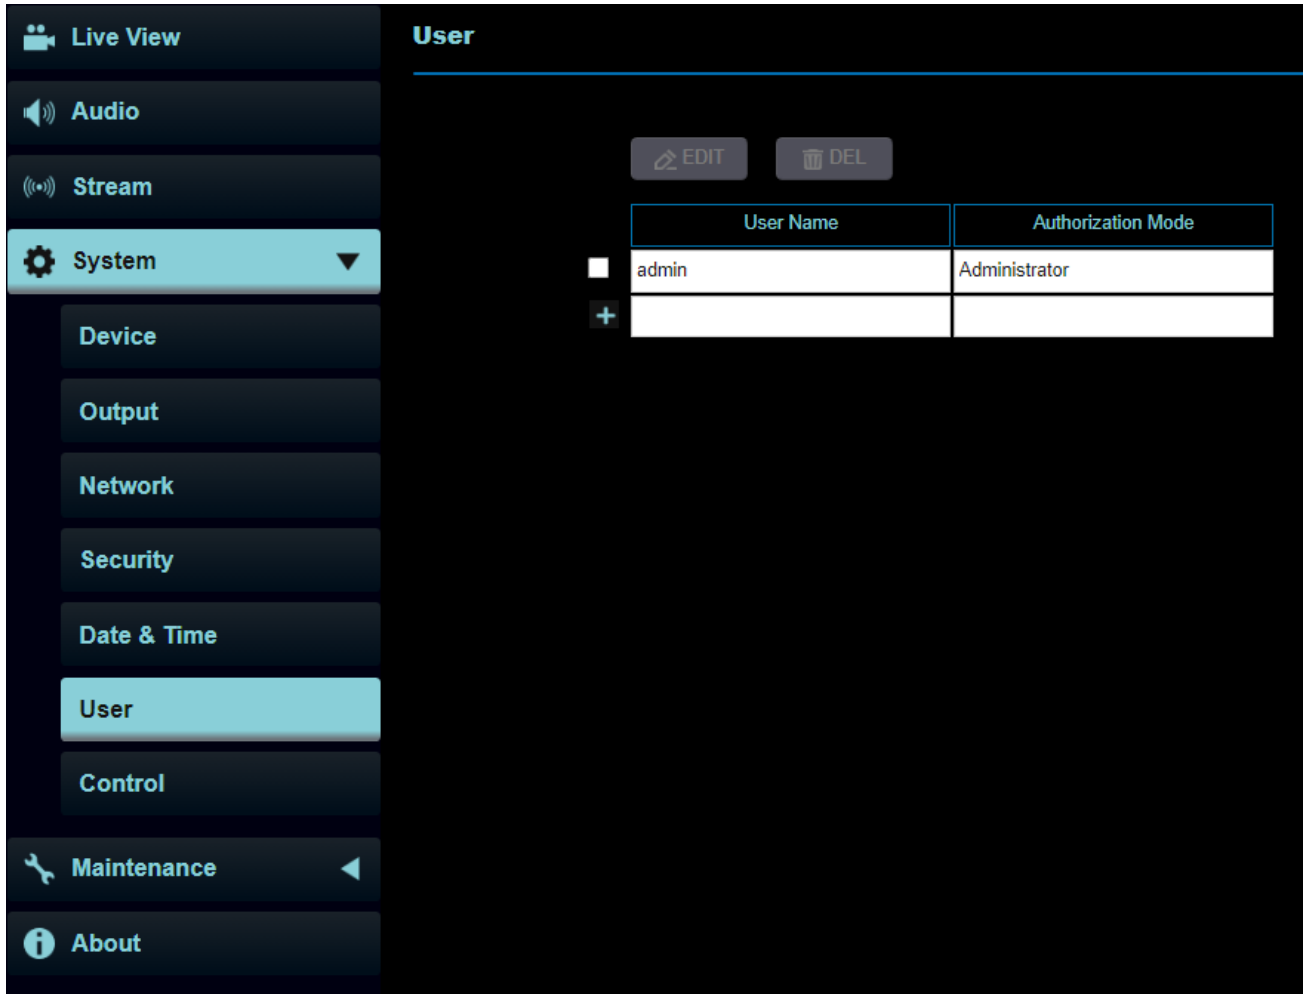 Live View
Audio
Stream
System
Device
Output
Network
Security
Date & Time
User
Control
Maintenance
About
User
EDIT DEL
User Name Authorization Mode
admin Administrator